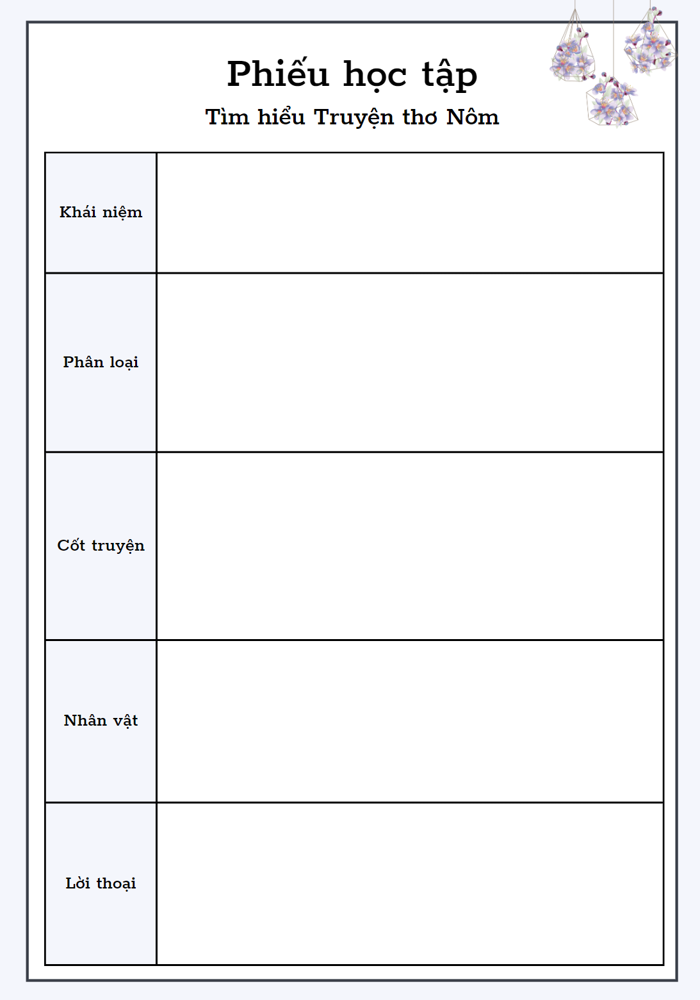 Phiếu học tập
Tìm hiểu Truyện thơ Nôm
Khái niệm
Phân loại
Cốt truyện
Nhân vật
Lời thoại